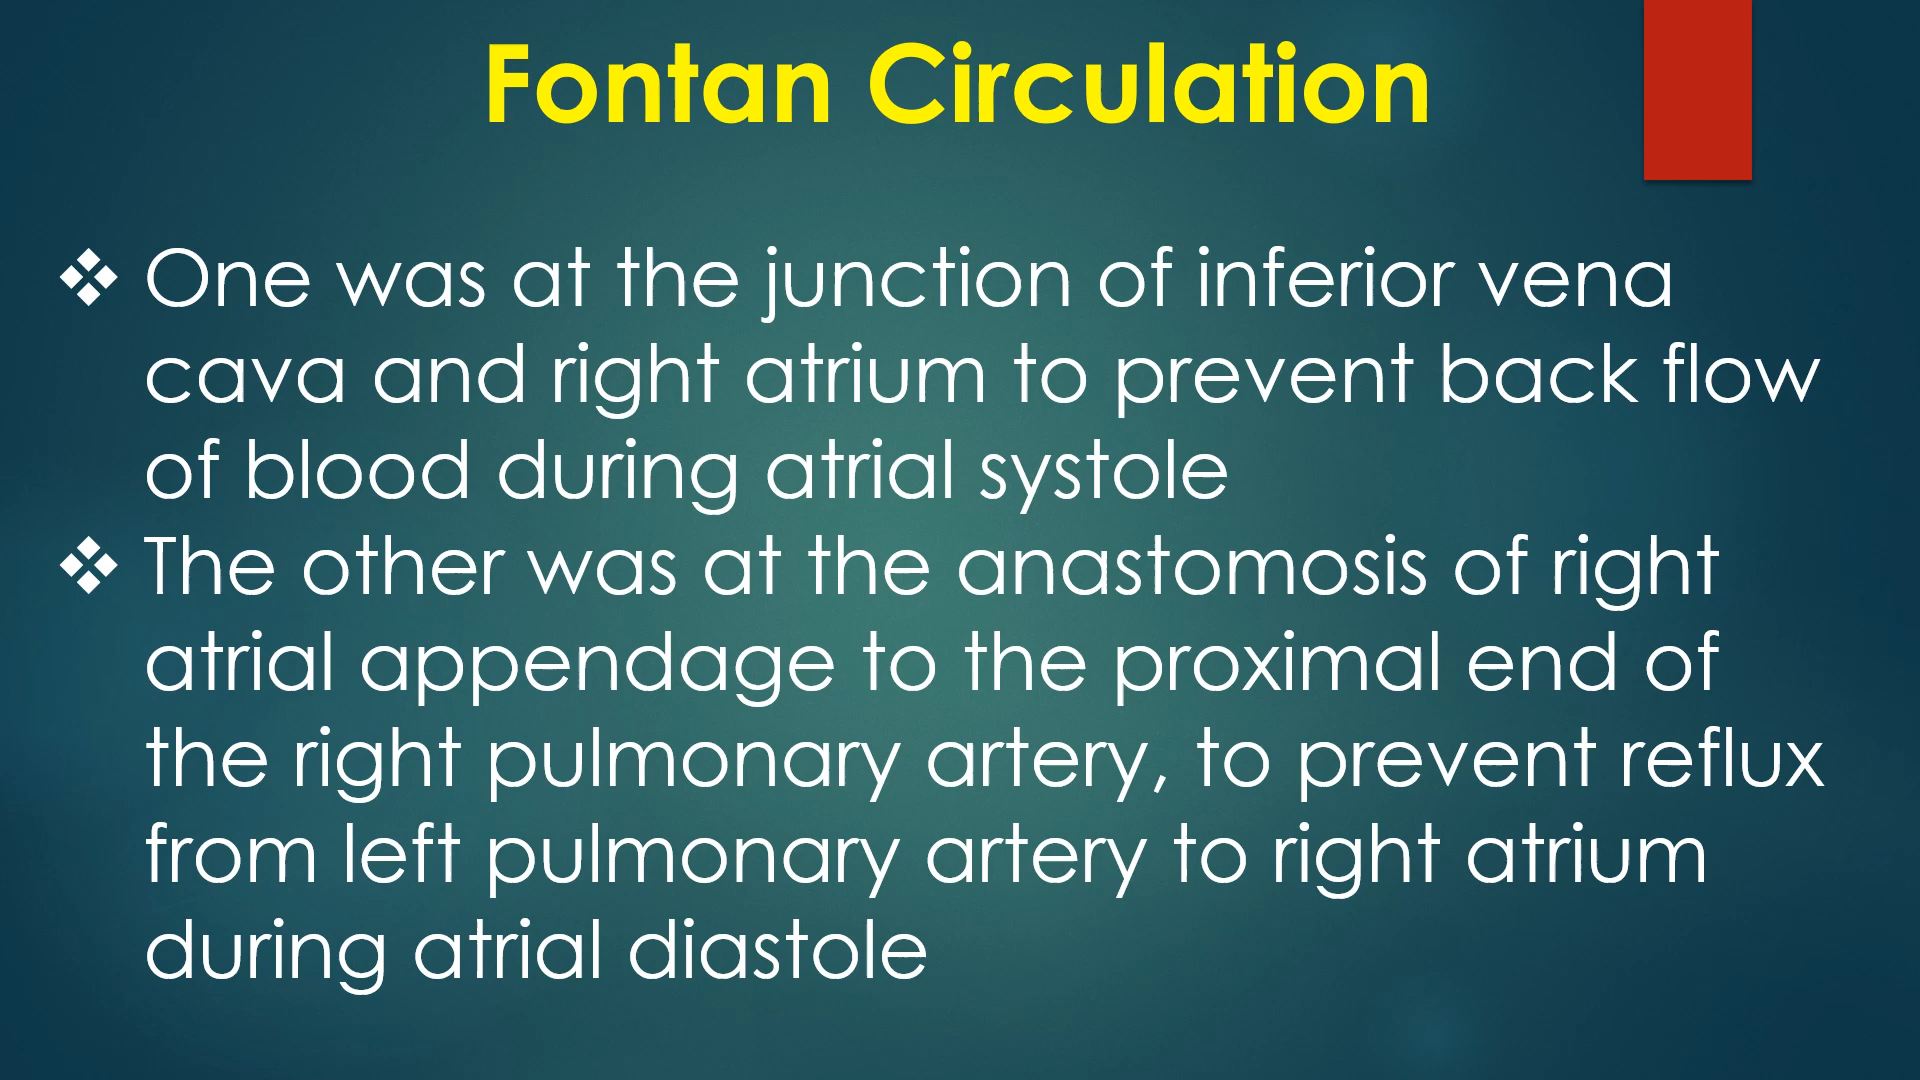 Fontan Circulation
❖ One was at the junction of inferior vena
cava and right atrium to prevent back flow
of blood during atrial systole
❖ The other was at the anastomosis of right
atrial appendage to the proximal end of
the right pulmonary artery, to prevent reflux
from left pulmonary artery to right atrium
during atrial diastole